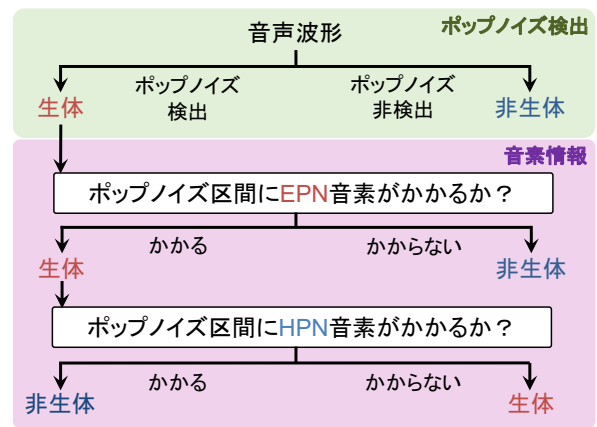 ポップノイズ検出
音声波形
ポップノイズ
検出
ポップノイズ
非検出
生体
非生体
音素情報
ポップノイズ区間にEPN音素がかかるか？
かかる
かからない
生体
非生体
ポップノイズ区間にHPN音素がかかるか？
かかる
かからない
非生体
生体